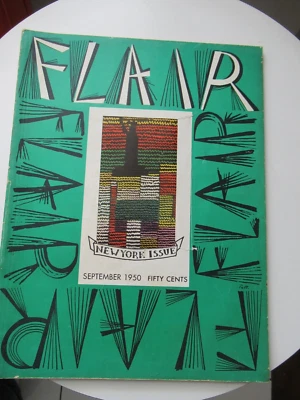 FLAIR
FLAIR
FLAIR
FLAIR
NEW YORK ISSUE
SEPTEMBER 1950 FIFTY CENTS